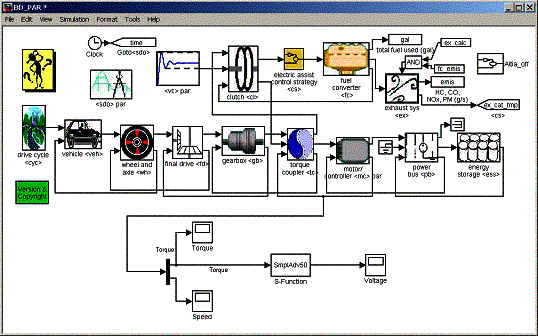 BD_PAR *
File Edit View Simulation Format Tools Help
time
Clock
Goto<sdo>
<sdo> par
<vc> par
clutch <cl>
electric assist
control strategy
<cs>
fuel
converter
<fc>
gal
total fuel used (gal)
ex_calc
AND
fc_emis
emis
HC, CO,
NOx, PM (g/s)
exhaust sys
<ex>
ex_cat_tmp
<cs>
Altia_off
drive cycle
<cyc>
vehicle <veh>
wheel and
axle <wh>
final drive <fd>
gearbox <gb>
torque
coupler <tc>
motor/
controller <mc> par
power
bus <pb>
energy
storage <ess>
Version &
Copyright
Torque
Torque
Torque
SmplAdv50
S-Function
Voltage
Speed